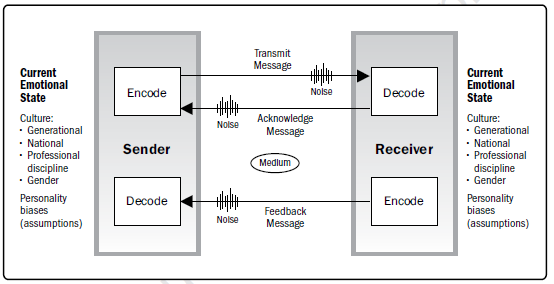 Current
Emotional
State
Culture:
• Generational
• National
• Professional
discipline
• Gender
Personality
biases
(assumptions)
Encode
Sender
Decode
Transmit
Message
Noise
Noise
Acknowledge
Message
Medium
Noise
Feedback
Message
Decode
Receiver
Encode
Current
Emotional
State
Culture:
• Generational
• National
• Professional
discipline
• Gender
Personality
biases
(assumptions)